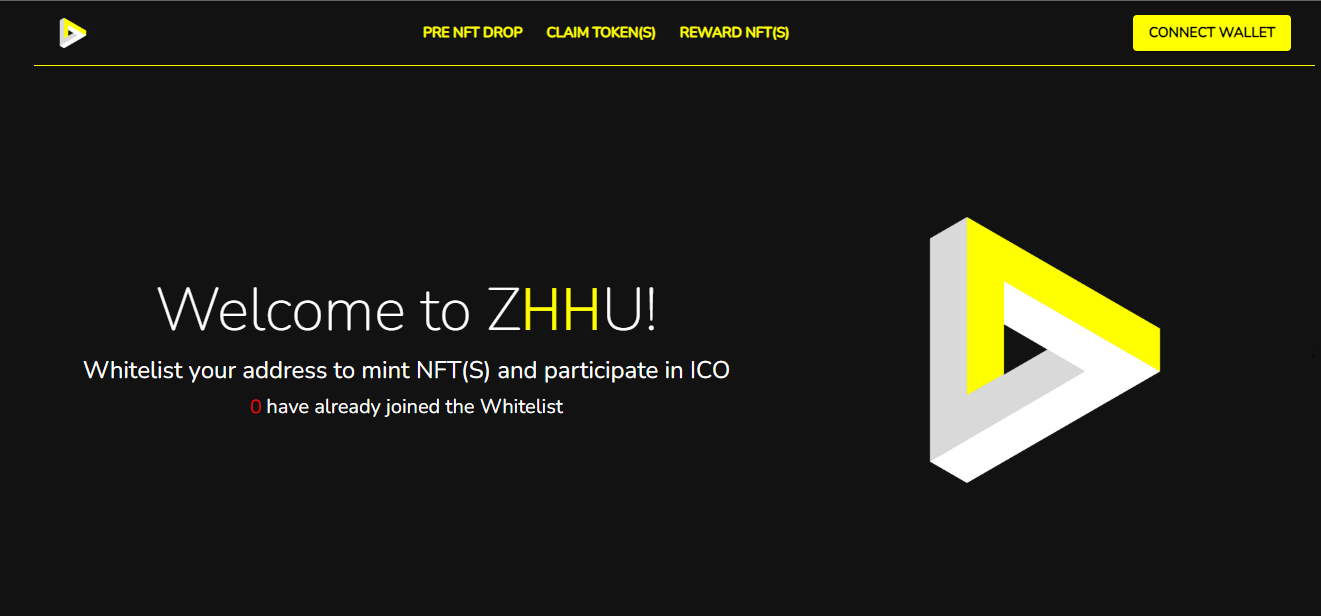 PRE NFT DROP CLAIM TOKEN(S) REWARD NFT(S) CONNECT WALLET
Welcome to ZHHU!
Whitelist your address to mint NFT(S) and participate in ICO
0 have already joined the Whitelist